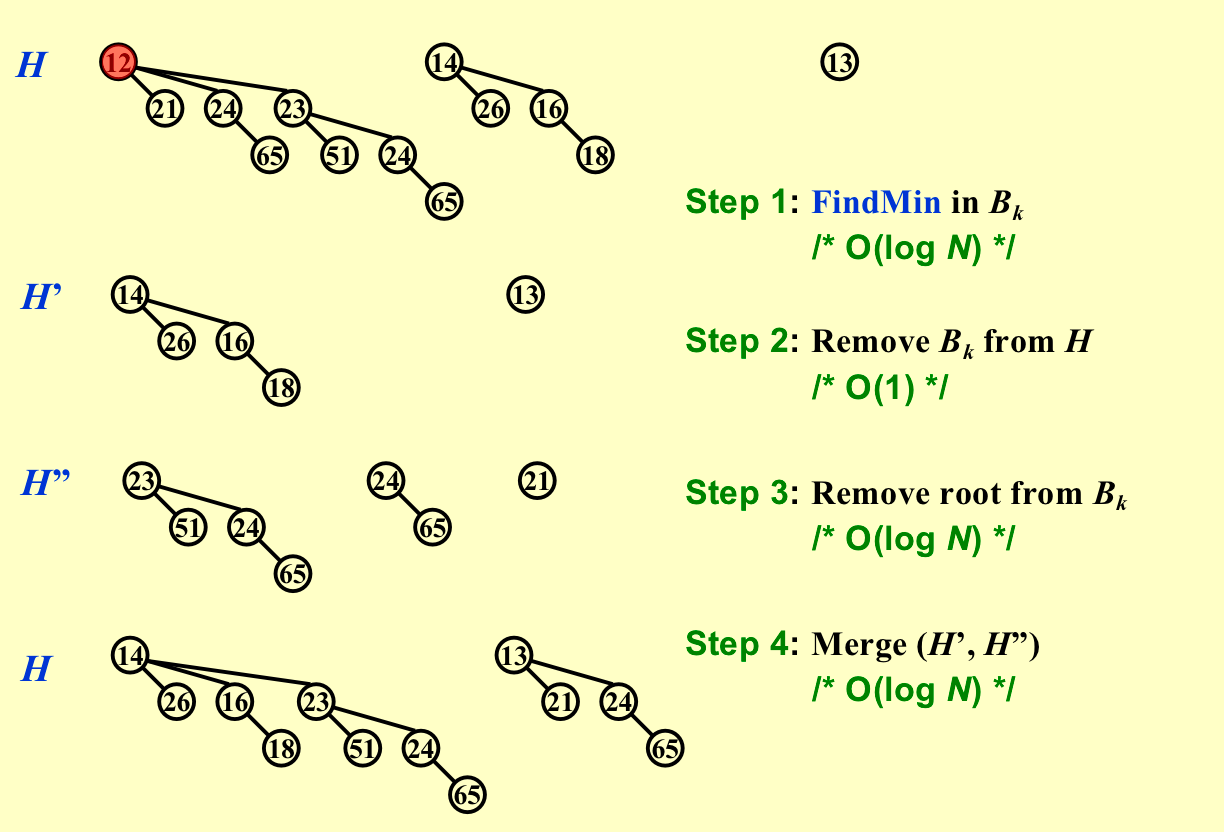 H 12 14 13
21 24 23 26 16
65 51 24 18
65
Step 1: FindMin in Bk
/* O(log N) */
H’ 14 13
26 16
18
Step 2: Remove Bk from H
/* O(1) */
H” 23 24 21
51 24 65
65
Step 3: Remove root from Bk
/* O(log N) */
H 14 13
26 16 23 21 24
18 51 24 65
65
Step 4: Merge (H’, H”)
/* O(log N) */